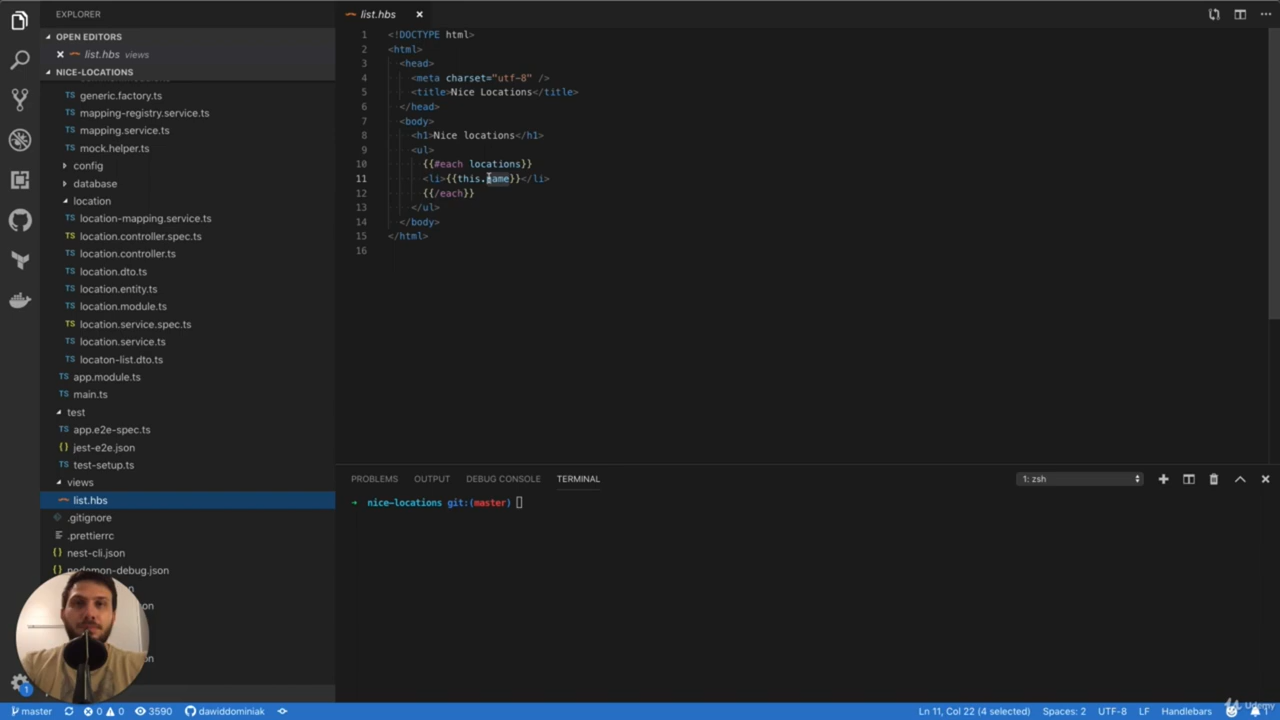 EXPLORER
OPEN EDITORS
list.hbs views
NICE-LOCATIONS
generic.factory.ts
mapping-registry.service.ts
mapping.service.ts
mock.helper.ts
config
database
location
location-mapping.service.ts
location.controller.spec.ts
location.controller.ts
location.dto.ts
location.entity.ts
location.module.ts
location.service.spec.ts
location.service.ts
locaton-list.dto.ts
app.module.ts
main.ts
test
app.e2e-spec.ts
jest-e2e.json
test-setup.ts
views
list.hbs
.gitignore
.prettierrc
nest-cli.json
nodemon-debug.json
list.hbs
1 <!DOCTYPE html>
2 <html>
3 <head>
4 <meta charset="utf-8" />
5 <title>Nice Locations</title>
6 </head>
7 <body>
8 <h1>Nice locations</h1>
9 <ul>
10 {{#each locations}}
11 <li>{{this.name}}</li>
12 {{/each}}
13 </ul>
14 </body>
15 </html>
16
PROBLEMS OUTPUT DEBUG CONSOLE TERMINAL 1: zsh
→ nice-locations git:(master)
master 0 0 3590 dawiddominiak Ln 11, Col 22 (4 selected) Spaces: 2 UTF-8 LF Handlebars
Udemy